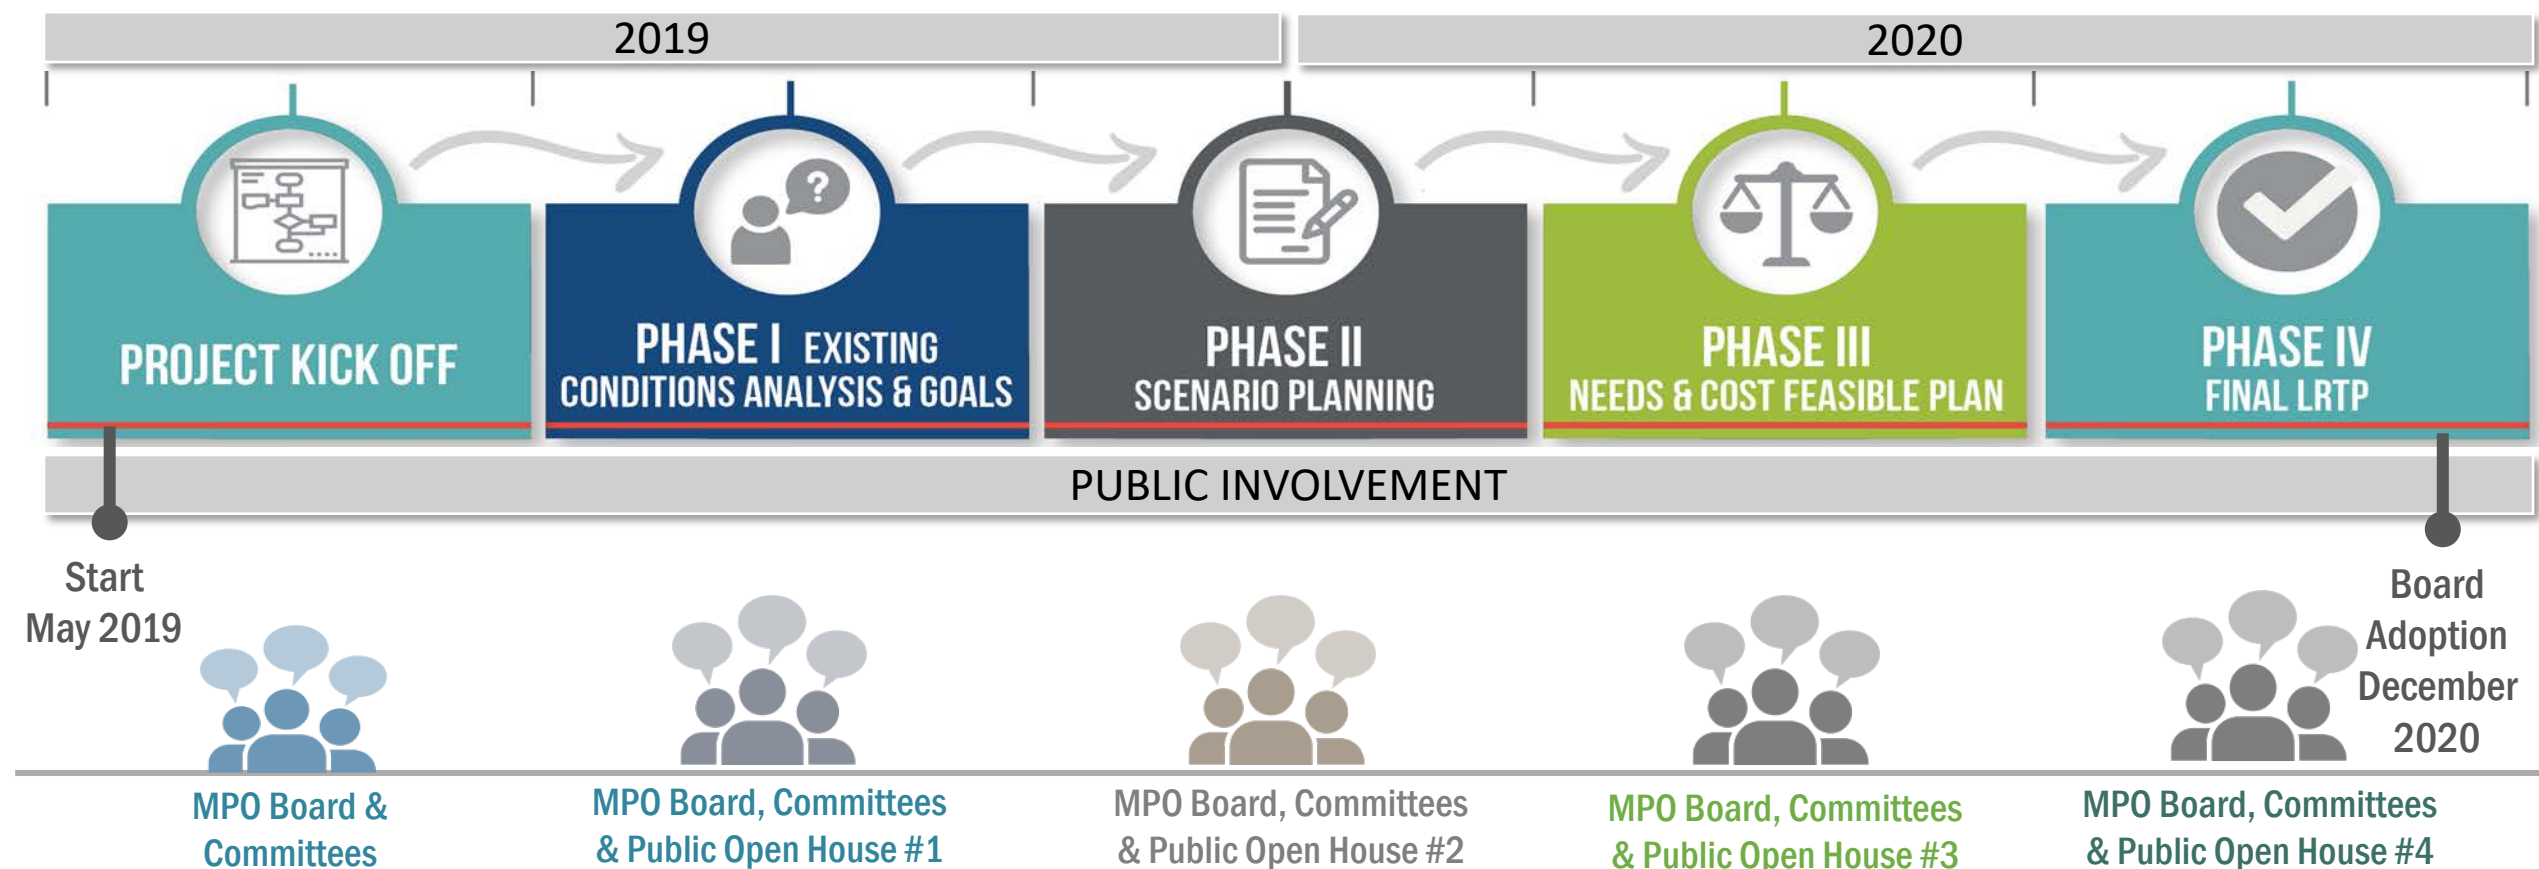 2019
2020
PROJECT KICK OFF
PHASE I EXISTING
CONDITIONS ANALYSIS & GOALS
PHASE II
SCENARIO PLANNING
PHASE III
NEEDS & COST FEASIBLE PLAN
PHASE IV
FINAL LRTP
PUBLIC INVOLVEMENT
Start
May 2019
Board
Adoption
December
2020
MPO Board &
Committees
MPO Board, Committees
& Public Open House #1
MPO Board, Committees
& Public Open House #2
MPO Board, Committees
& Public Open House #3
MPO Board, Committees
& Public Open House #4
?